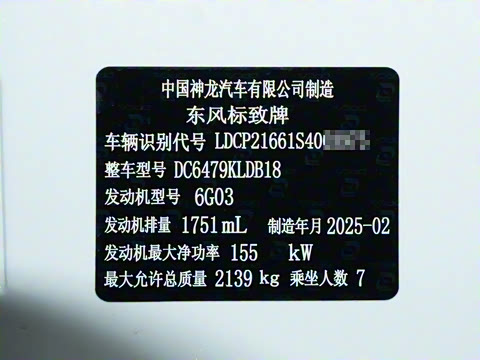 中国神龙汽车有限公司制造
东风标致牌
车辆识别代号 LDCP21661S40
整车型号 DC6479KLDB18
发动机型号 6G03
发动机排量 1751mL 制造年月 2025-02
发动机最大净功率 155 kW
最大允许总质量 2139 kg 乘坐人数 7